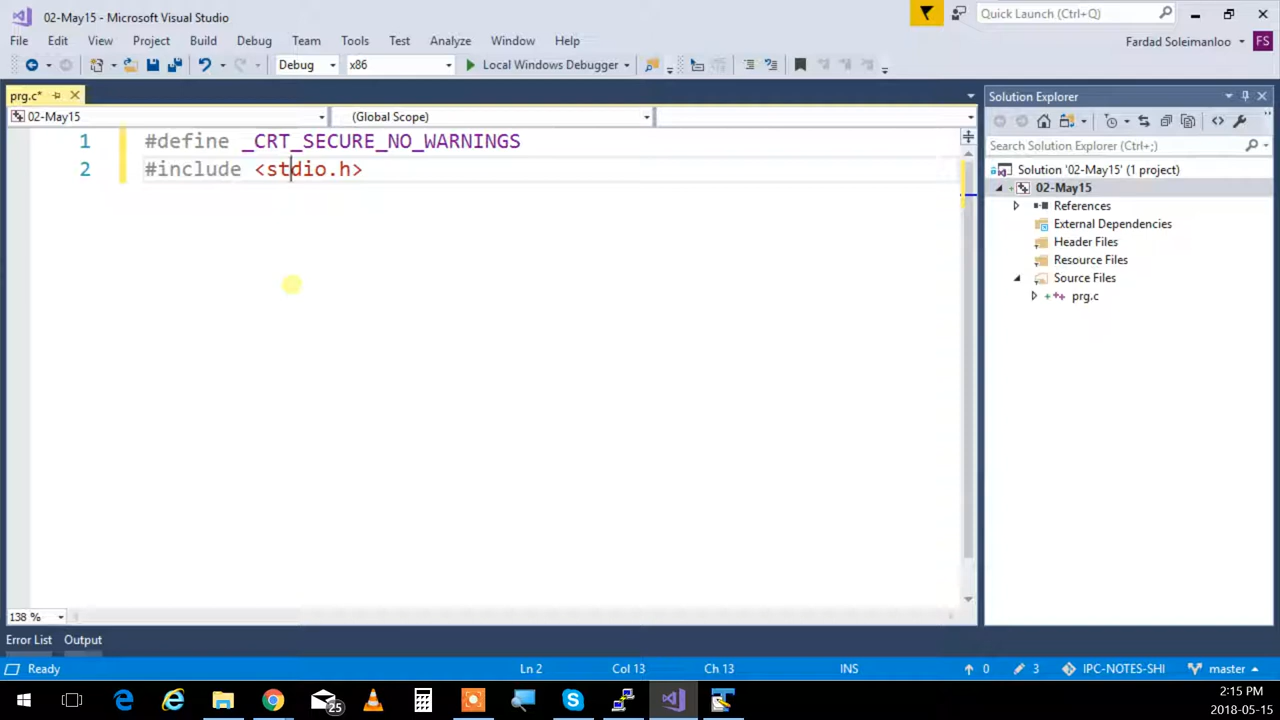 02-May15 - Microsoft Visual Studio
Quick Launch (Ctrl+Q)
File Edit View Project Build Debug Team Tools Test Analyze Window Help
Fardad Soleimanloo FS
Debug x86 Local Windows Debugger
prg.c*
02-May15 (Global Scope)
1 #define _CRT_SECURE_NO_WARNINGS
2 #include <stdio.h>
138 %
Solution Explorer
Search Solution Explorer (Ctrl+;)
Solution '02-May15' (1 project)
02-May15
References
External Dependencies
Header Files
Resource Files
Source Files
prg.c
Error List Output
Ready Ln 2 Col 13 Ch 13 INS 0 3 IPC-NOTES-SHI master
25
2:15 PM
2018-05-15